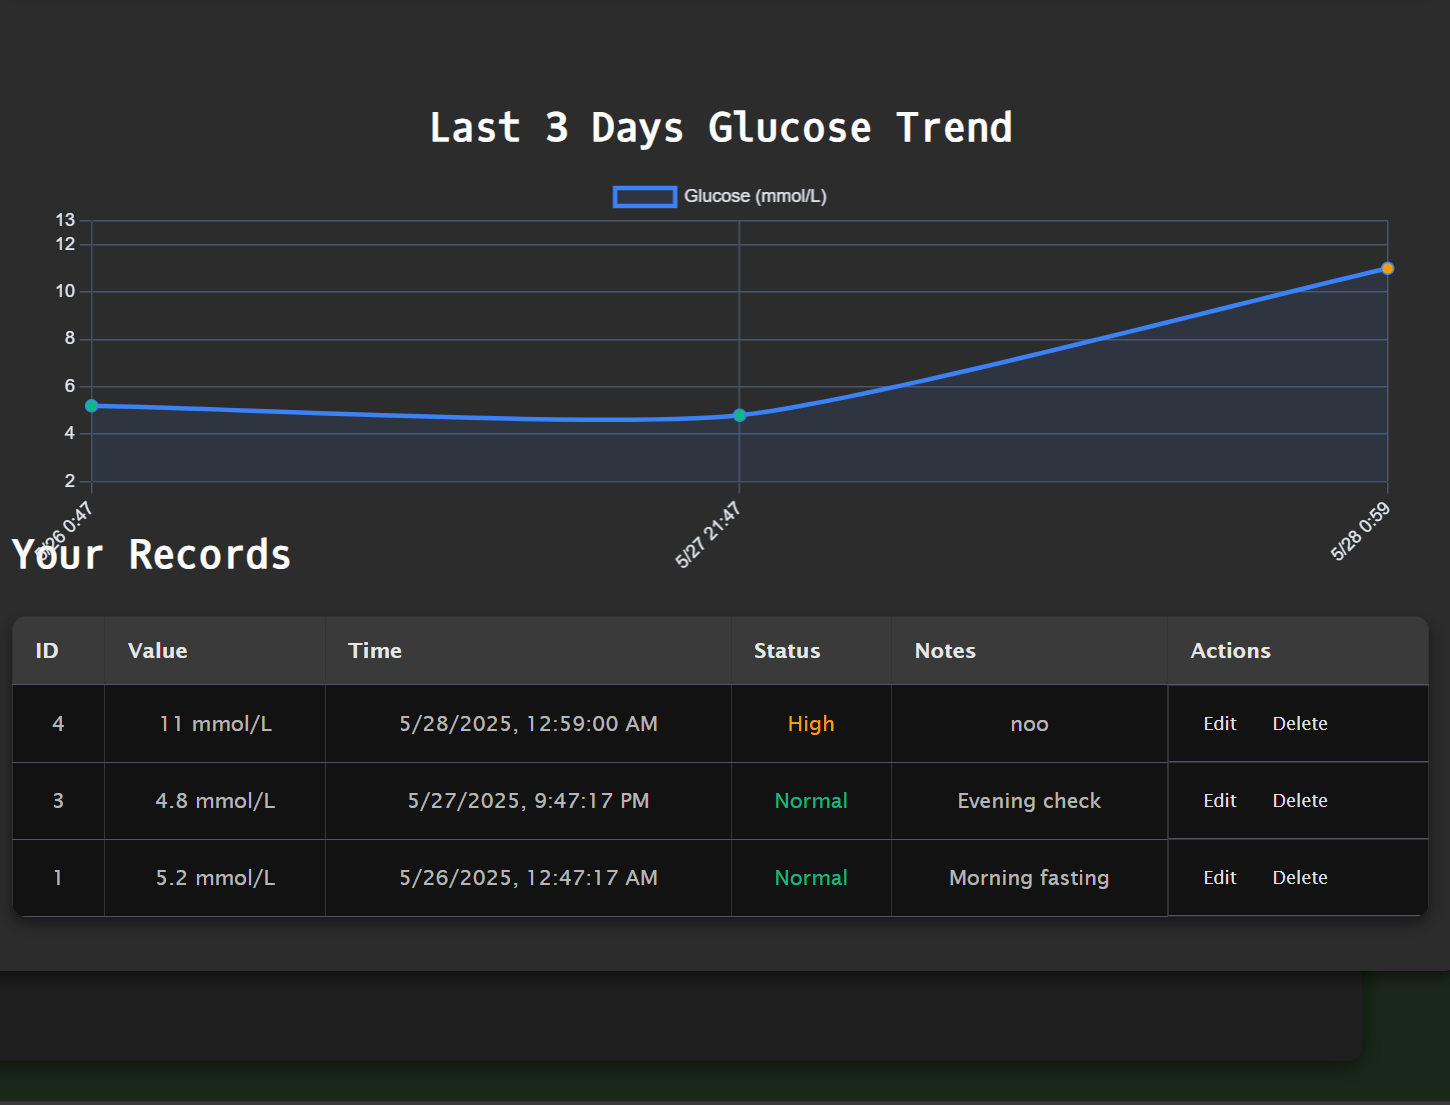 Last 3 Days Glucose Trend
Glucose (mmol/L)
13
12
10
8
6
4
2
5/26 0:47
5/27 21:47
5/28 0:59
Your Records
ID Value Time Status Notes Actions
4 11 mmol/L 5/28/2025, 12:59:00 AM High noo Edit Delete
3 4.8 mmol/L 5/27/2025, 9:47:17 PM Normal Evening check Edit Delete
1 5.2 mmol/L 5/26/2025, 12:47:17 AM Normal Morning fasting Edit Delete